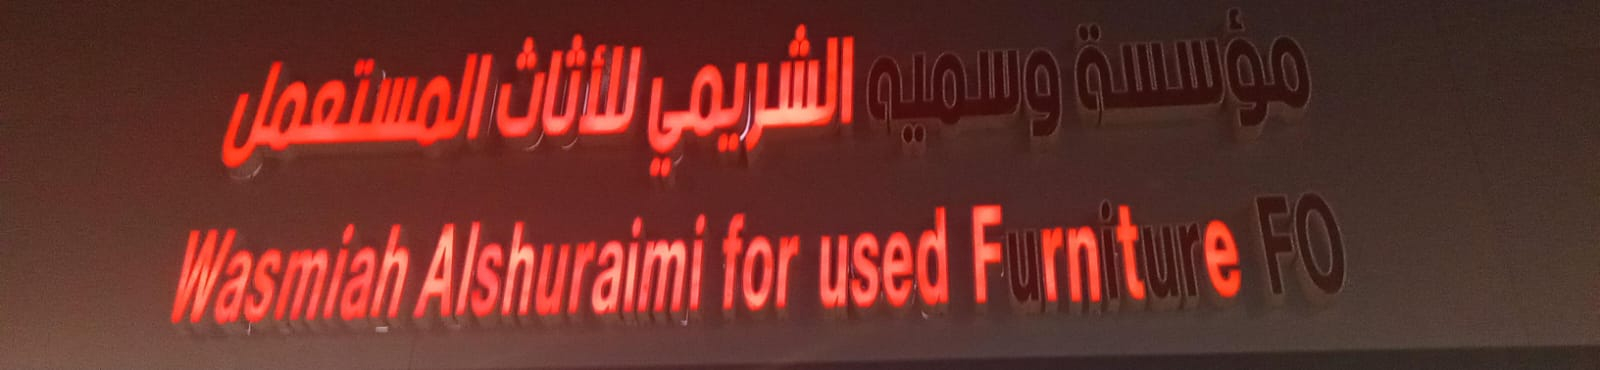 مؤسسة وسميه الشريمي للأثاث المستعمل
Wasmiah Alshuraimi for used Furniture FO